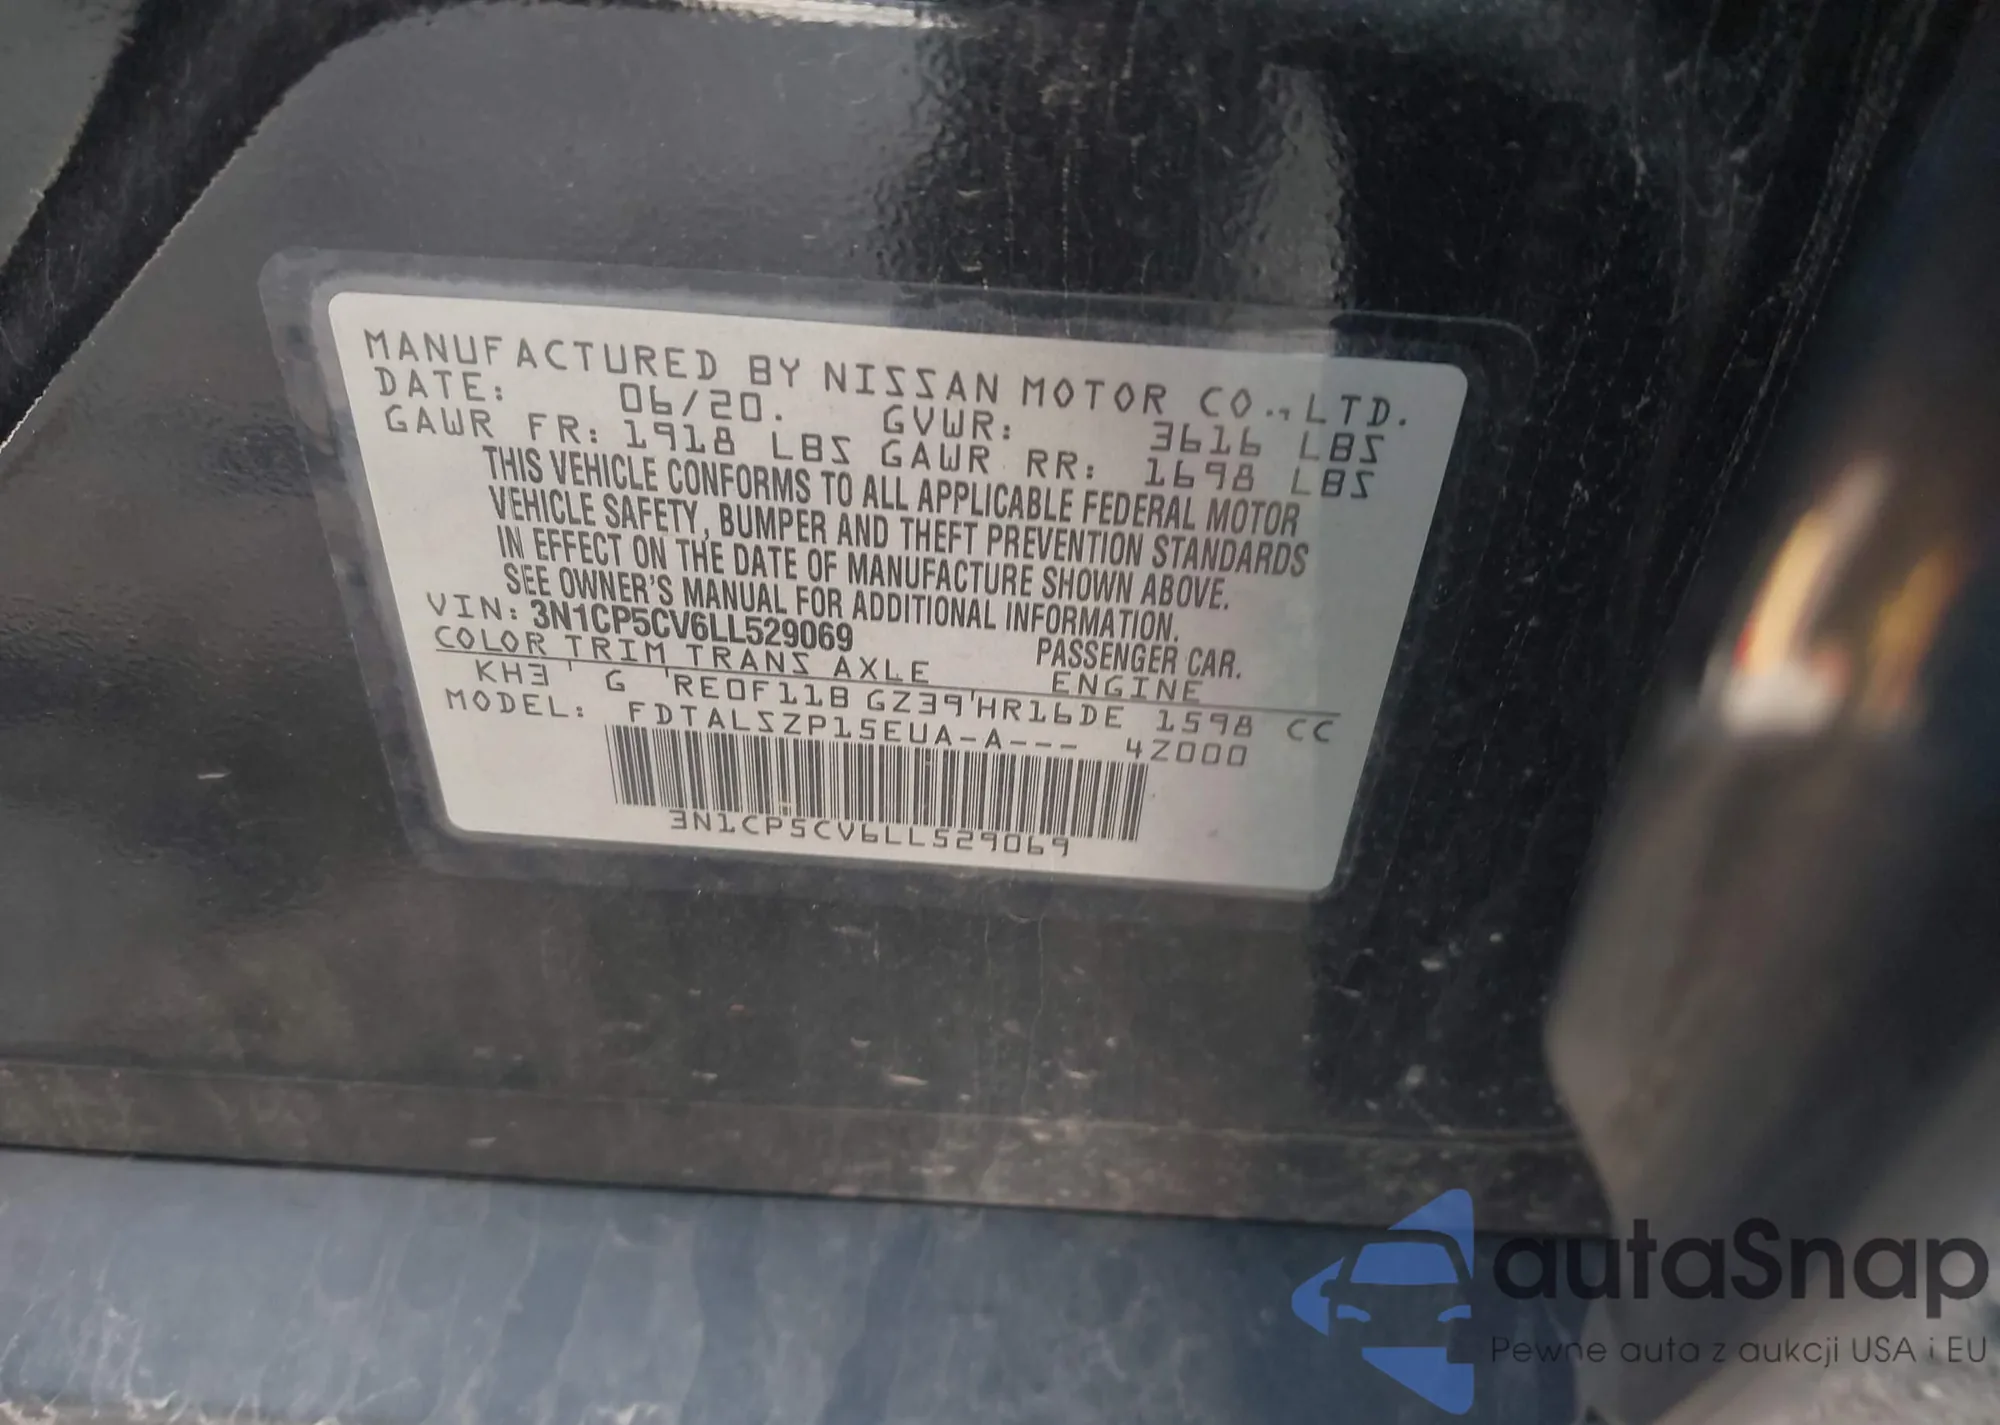 MANUFACTURED BY NISSAN MOTOR CO., LTD.
DATE: 06/20. GVWR: 3616 LBS
GAWR FR: 1918 LBS GAWR RR: 1698 LBS
THIS VEHICLE CONFORMS TO ALL APPLICABLE FEDERAL MOTOR
VEHICLE SAFETY, BUMPER AND THEFT PREVENTION STANDARDS
IN EFFECT ON THE DATE OF MANUFACTURE SHOWN ABOVE.
SEE OWNER'S MANUAL FOR ADDITIONAL INFORMATION.
VIN: 3N1CP5CV6LL529069 PASSENGER CAR.
COLOR TRIM TRANS AXLE ENGINE
KH3 ' G 'RE0F11B GZ39'HR16DE 1598 CC
MODEL: FDTALSZP15EUA-A--- 4Z000
3N1CP5CV6LL529069
autaSnap
Pewne auta z aukcji USA i EU